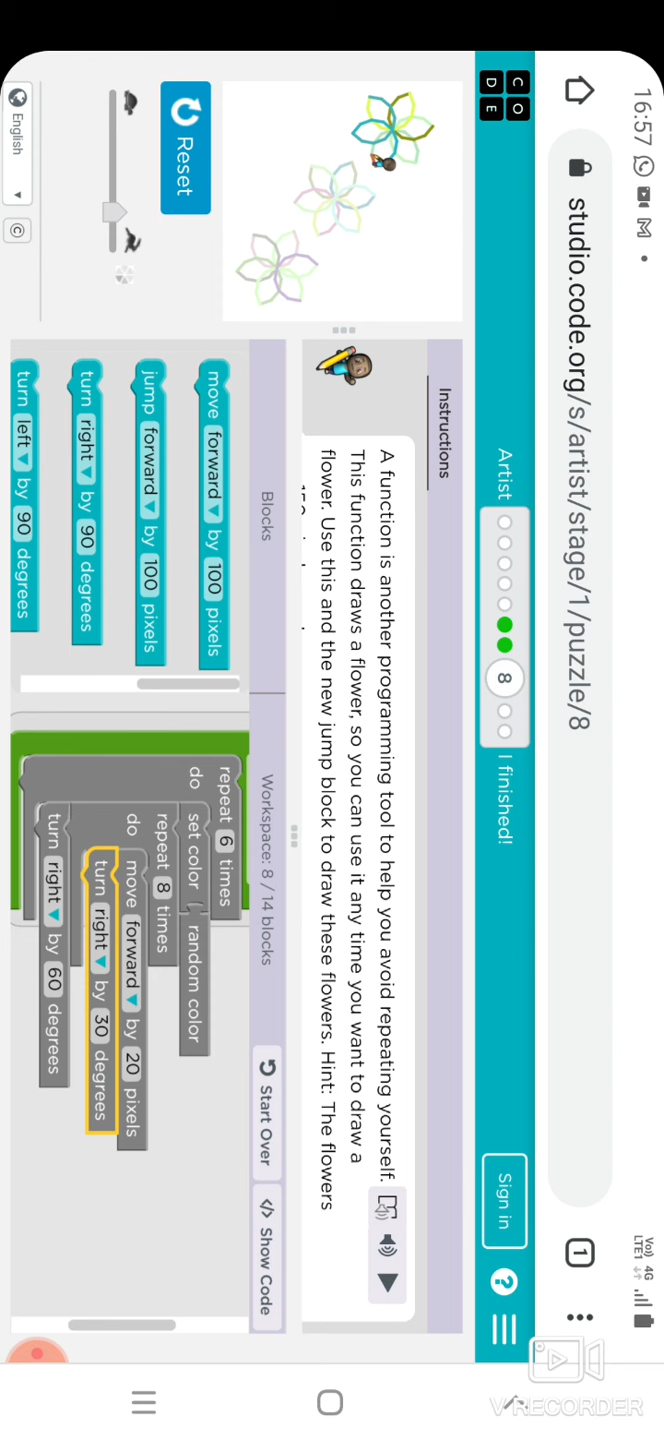 16:57
Vo)) 4G
LTE1
studio.code.org/s/artist/stage/1/puzzle/8
1
C O
D E
Artist
8
I finished!
Sign in
?
Instructions
A function is another programming tool to help you avoid repeating yourself.
This function draws a flower, so you can use it any time you want to draw a
flower. Use this and the new jump block to draw these flowers. Hint: The flowers
Reset
English
©
Blocks
Workspace: 8 / 14 blocks
Start Over
</> Show Code
move forward by 100 pixels
jump forward by 100 pixels
turn right by 90 degrees
turn left by 90 degrees
repeat 6 times
do set color random color
repeat 8 times
do move forward by 20 pixels
turn right by 30 degrees
turn right by 60 degrees
V RECORDER